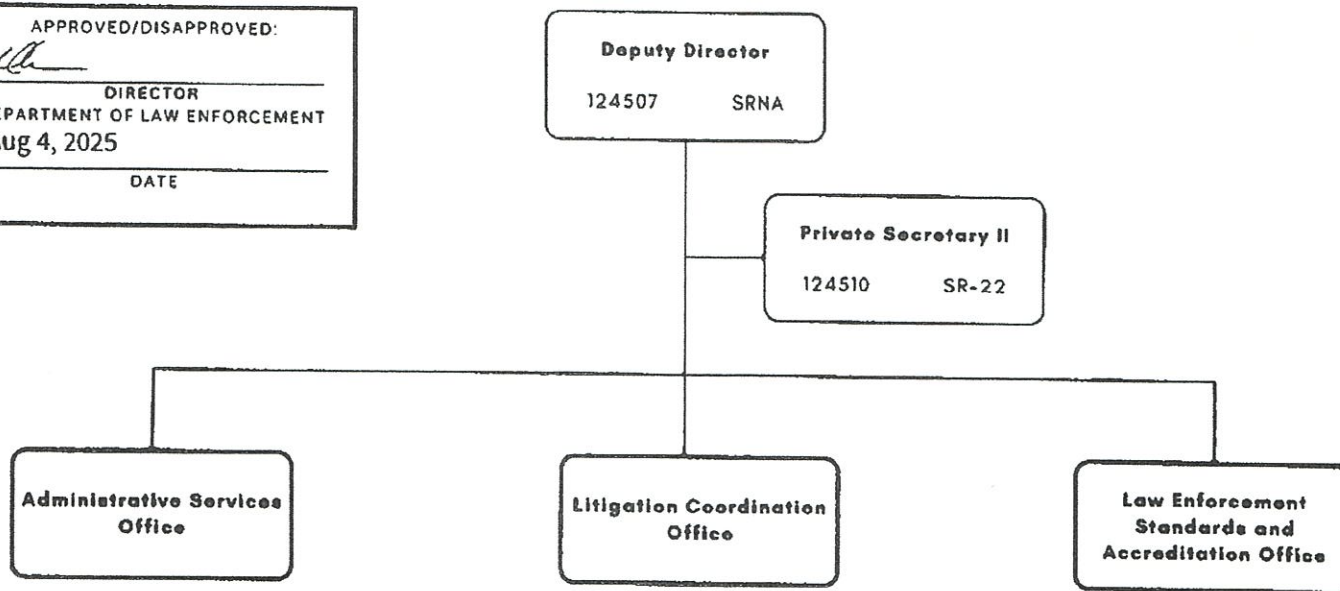 APPROVED/DISAPPROVED:
DIRECTOR
EPARTMENT OF LAW ENFORCEMENT
ug 4, 2025
DATE
Deputy Director
124507 SRNA
Private Secretary II
124510 SR-22
Administrative Services
Office
Litigation Coordination
Office
Law Enforcement
Standards and
Accreditation Office